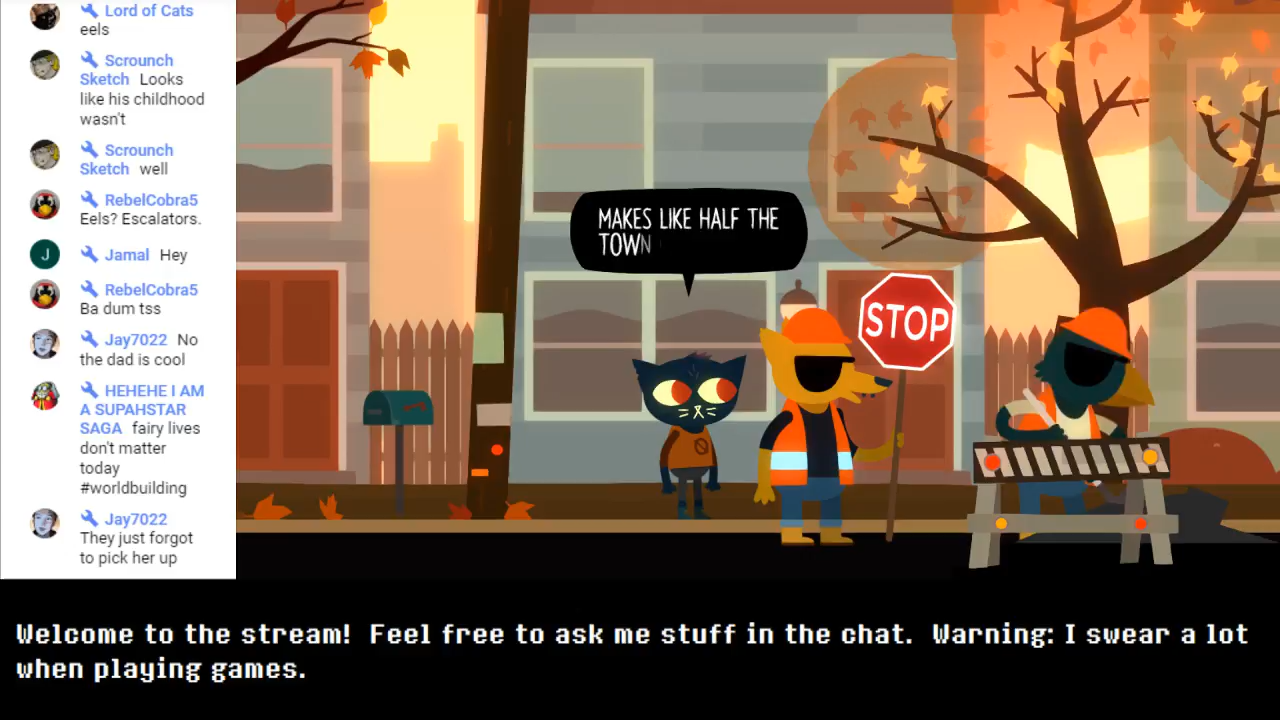 Lord of Cats
eels
Scrounch
Sketch Looks
like his childhood
wasn't
Scrounch
Sketch well
RebelCobra5
Eels? Escalators.
J
Jamal Hey
RebelCobra5
Ba dum tss
Jay7022 No
the dad is cool
HEHEHE I AM
A SUPAHSTAR
SAGA fairy lives
don't matter
today
#worldbuilding
Jay7022
They just forgot
to pick her up
MAKES LIKE HALF THE
TOWN
STOP
Welcome to the stream! Feel free to ask me stuff in the chat. Warning: I swear a lot
when playing games.